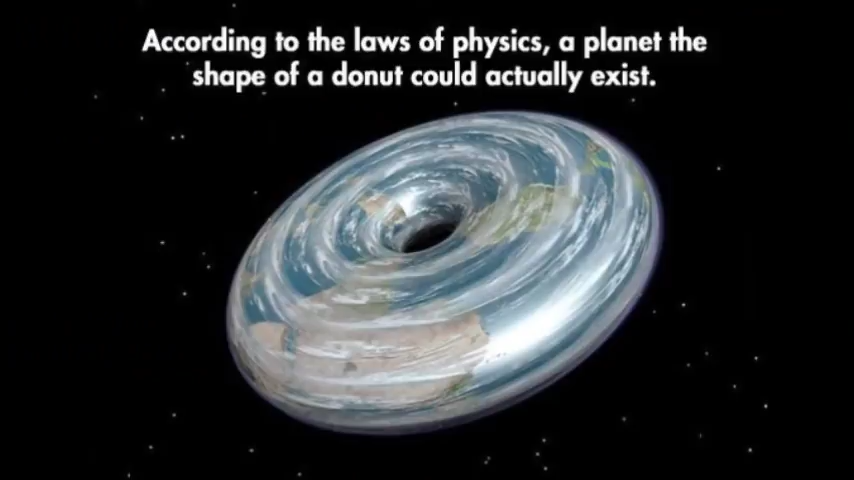 According to the laws of physics, a planet the
shape of a donut could actually exist.